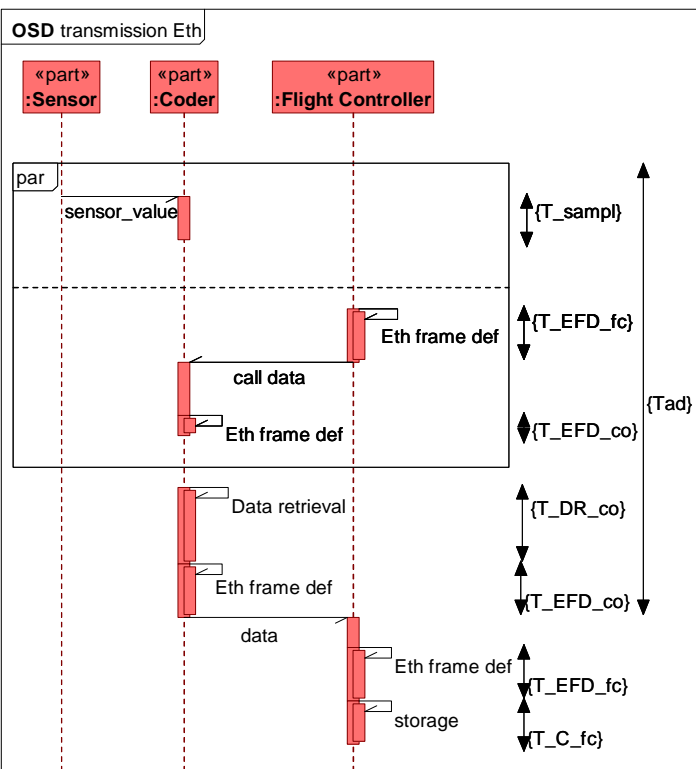 OSD transmission Eth
«part»
:Sensor
«part»
:Coder
«part»
:Flight Controller
par
sensor_value
{T_sampl}
Eth frame def
{T_EFD_fc}
call data
{Tad}
Eth frame def
{T_EFD_co}
Data retrieval
{T_DR_co}
Eth frame def
{T_EFD_co}
data
Eth frame def
{T_EFD_fc}
storage
{T_C_fc}